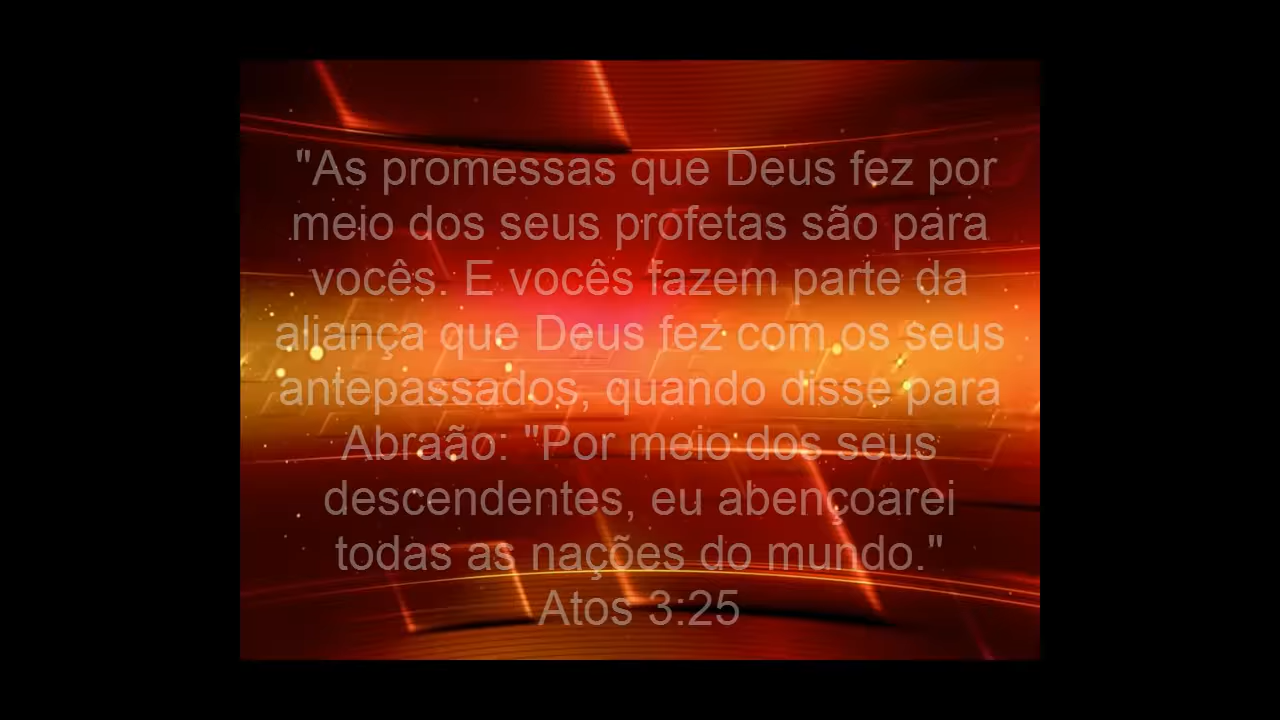 "As promessas que Deus fez por
meio dos seus profetas são para
vocês. E vocês fazem parte da
aliança que Deus fez com os seus
antepassados, quando disse para
Abraão: "Por meio dos seus
descendentes, eu abençoarei
todas as nações do mundo."
Atos 3:25